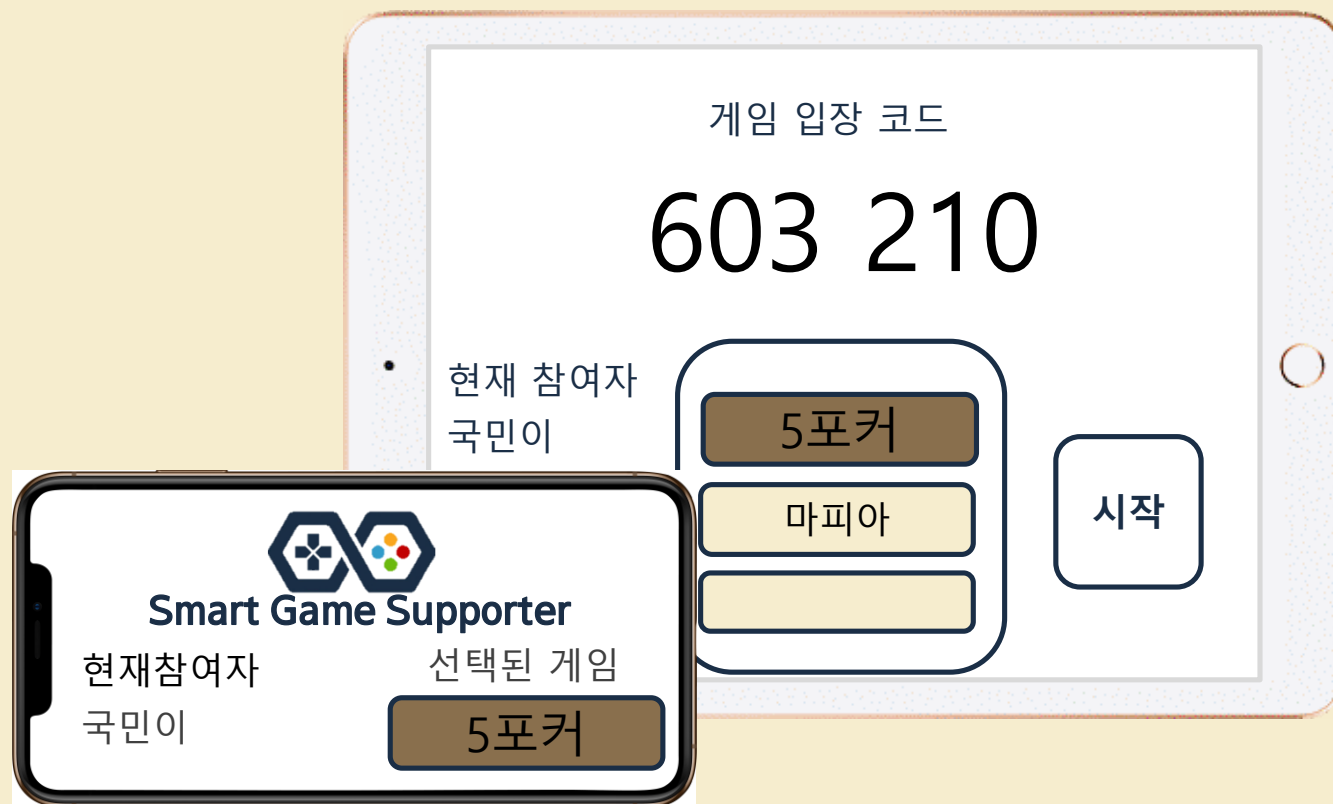 게임 입장 코드
603 210
현재 참여자
국민이
5포커
마피아
시작
Smart Game Supporter
현재참여자
국민이
선택된 게임
5포커